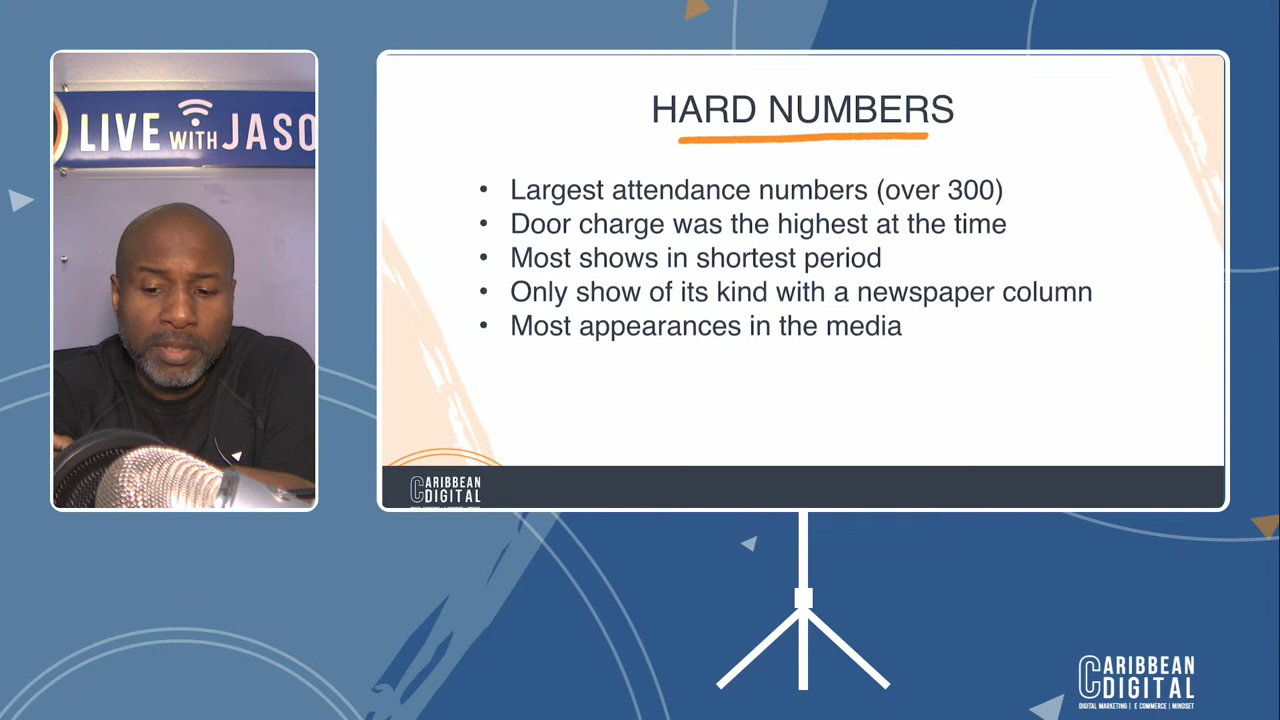 LIVE WITH JASO
HARD NUMBERS
• Largest attendance numbers (over 300)
• Door charge was the highest at the time
• Most shows in shortest period
• Only show of its kind with a newspaper column
• Most appearances in the media
CARIBBEAN
DIGITAL
CARIBBEAN
DIGITAL
DIGITAL MARKETING | E COMMERCE | MINDSET